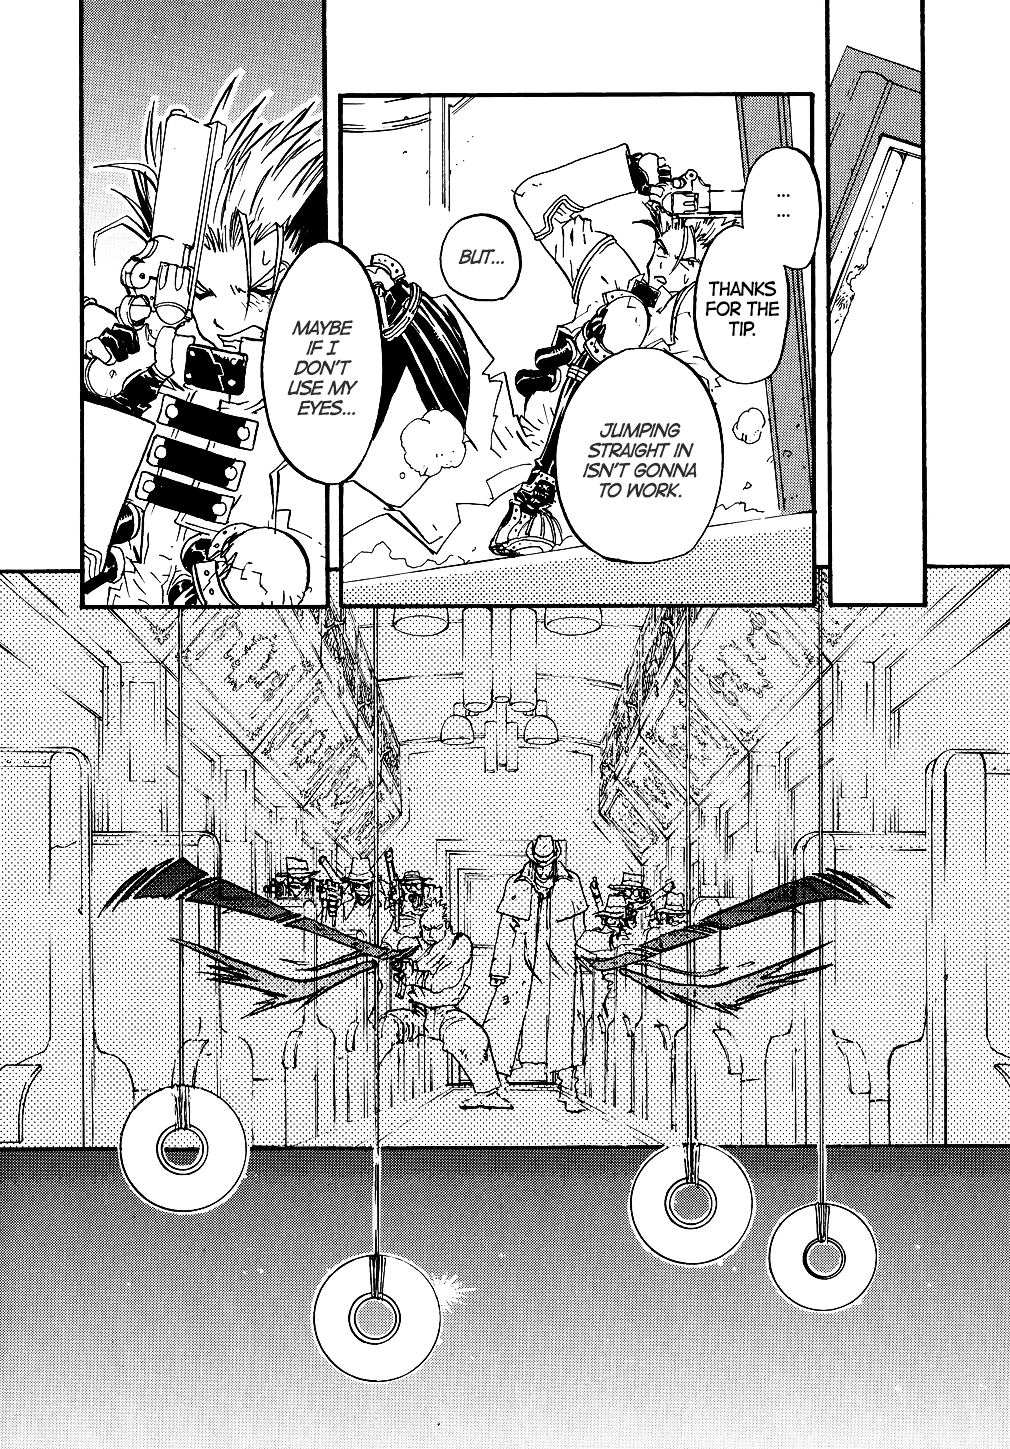 ...
...
THANKS
FOR THE
TIP.
BUT...
JUMPING
STRAIGHT IN
ISN'T GONNA
TO WORK.
MAYBE
IF I
DON'T
USE MY
EYES...